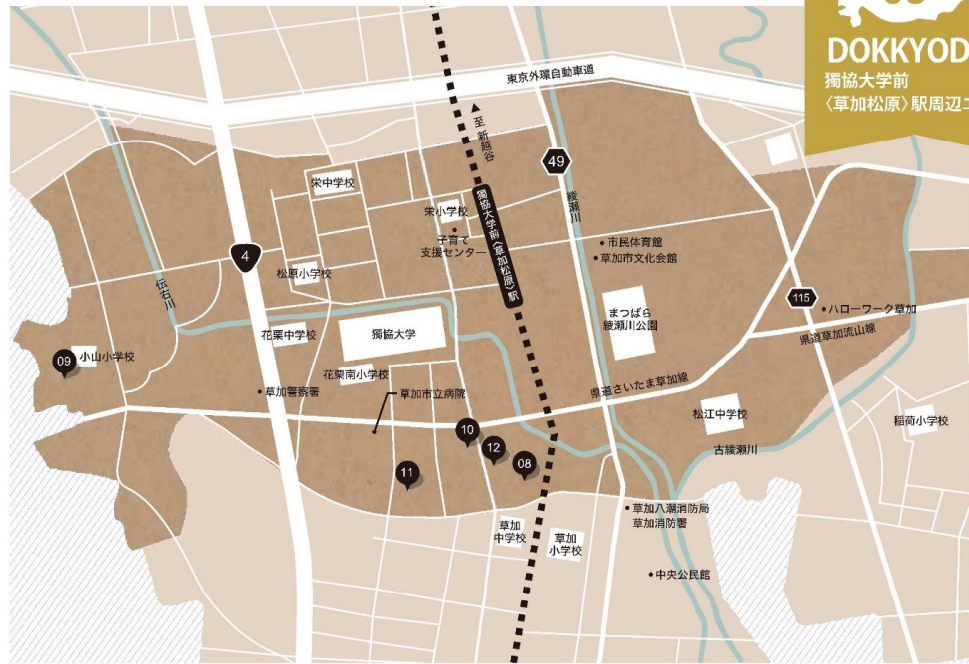 DOKKYOD
獨協大学前
〈草加松原〉駅周辺エ
東京外環自動車道
至 新越谷
49
栄中学校
栄小学校
子育て
支援センター
獨協大学前〈草加松原〉駅
綾瀬川
市民体育館
草加市文化会館
4
松原小学校
伝右川
115
ハローワーク草加
まつばら
綾瀬川公園
花栗中学校
獨協大学
県道草加流山線
09
小山小学校
花栗南小学校
草加警察署
草加市立病院
県道さいたま草加線
松江中学校
稲荷小学校
古綾瀬川
10
12
08
11
草加八潮消防局
草加消防署
草加
中学校
草加
小学校
中央公民館